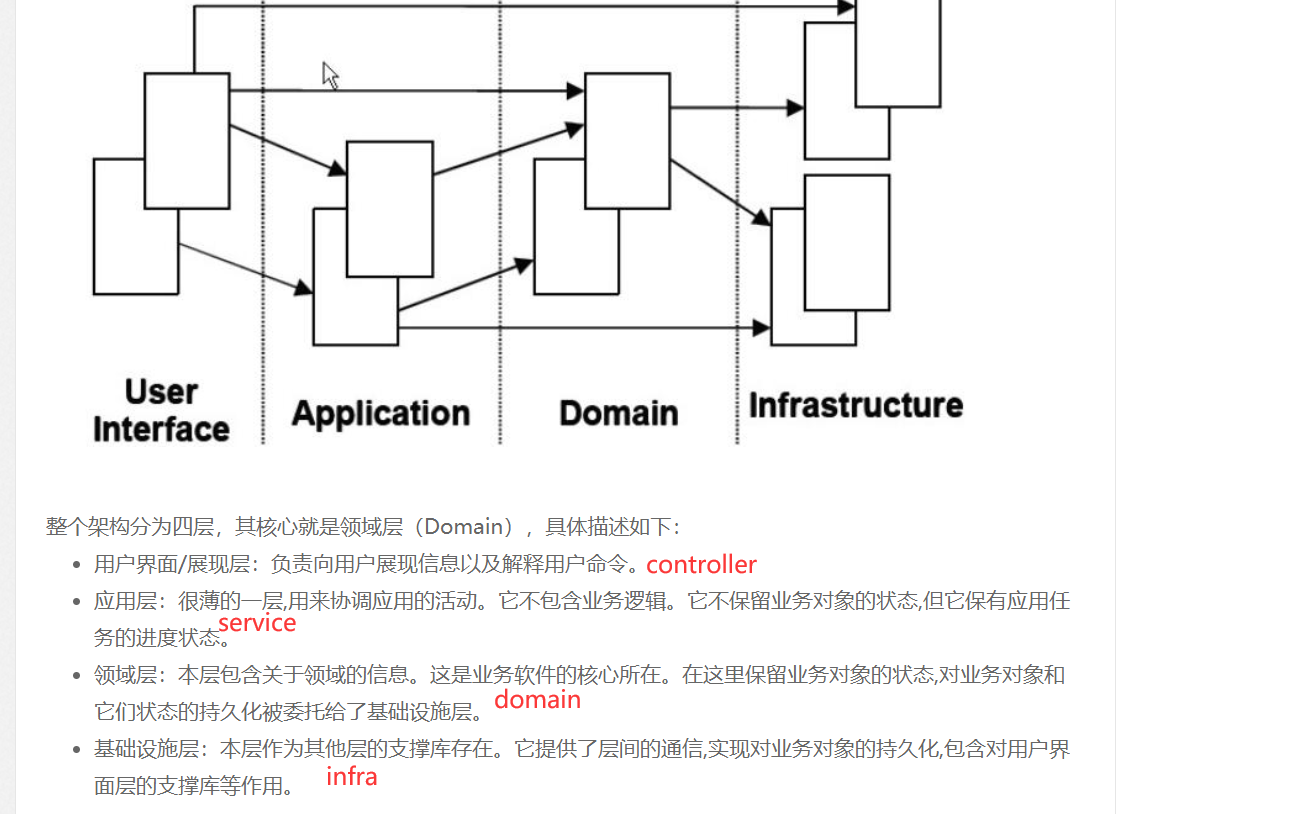 User
Interface
Application
Domain
Infrastructure
整个架构分为四层，其核心就是领域层（Domain），具体描述如下：
用户界面/展现层：负责向用户展现信息以及解释用户命令。controller
应用层：很薄的一层,用来协调应用的活动。它不包含业务逻辑。它不保留业务对象的状态,但它保有应用任
务的进度状态。service
领域层：本层包含关于领域的信息。这是业务软件的核心所在。在这里保留业务对象的状态,对业务对象和
它们状态的持久化被委托给了基础设施层。domain
基础设施层：本层作为其他层的支撑库存在。它提供了层间的通信,实现对业务对象的持久化,包含对用户界
面层的支撑库等作用。infra